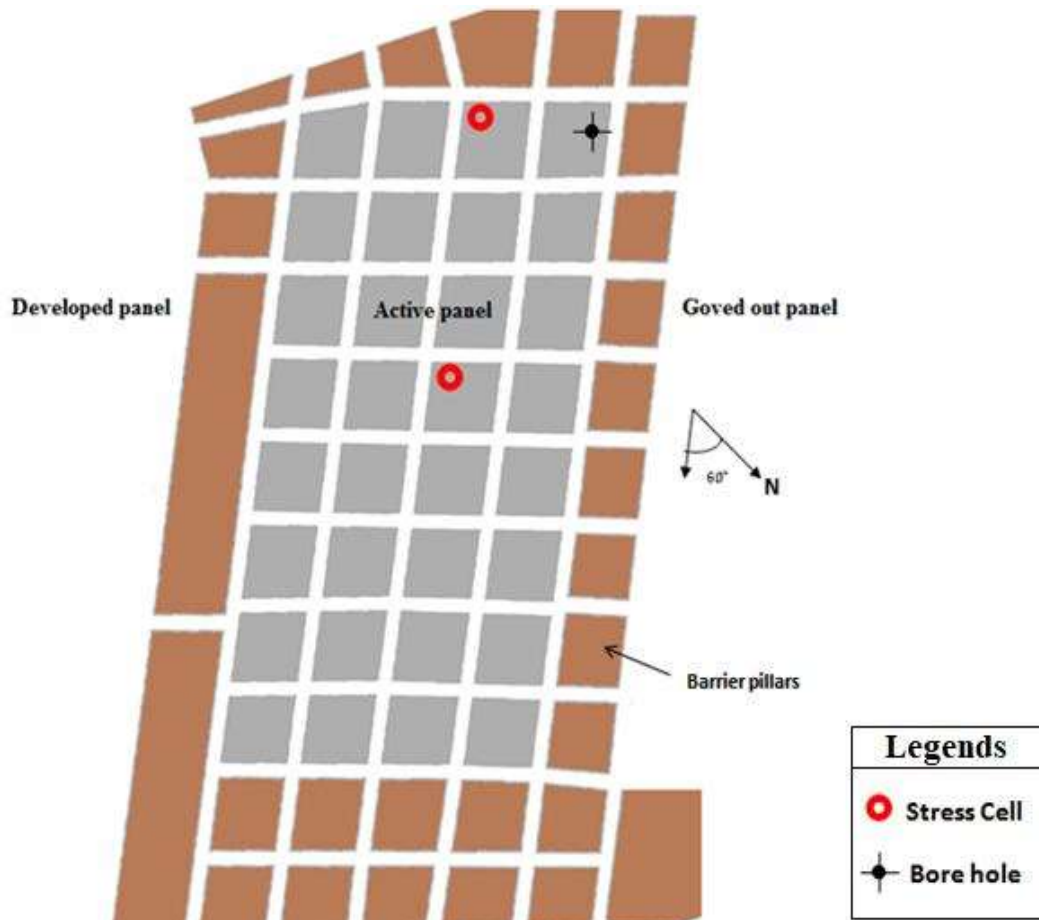 Developed panel
Active panel
Goved out panel
60°
N
Barrier pillars
Legends
Stress Cell
Bore hole